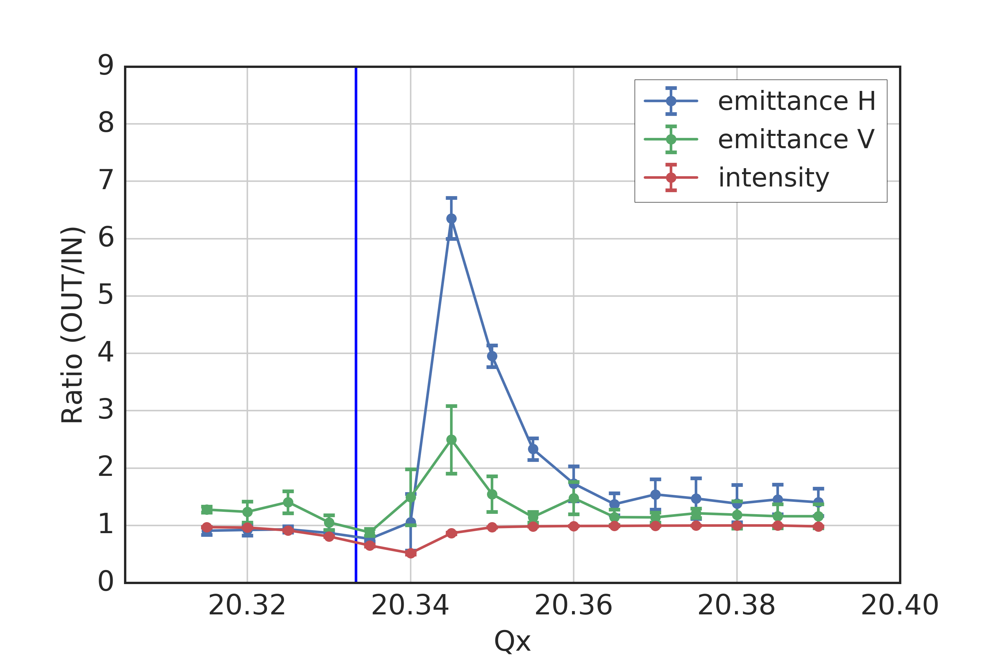 9
8
7
6
5
4
3
2
1
0
Ratio (OUT/IN)
emittance H
emittance V
intensity
20.32 20.34 20.36 20.38 20.40
Qx